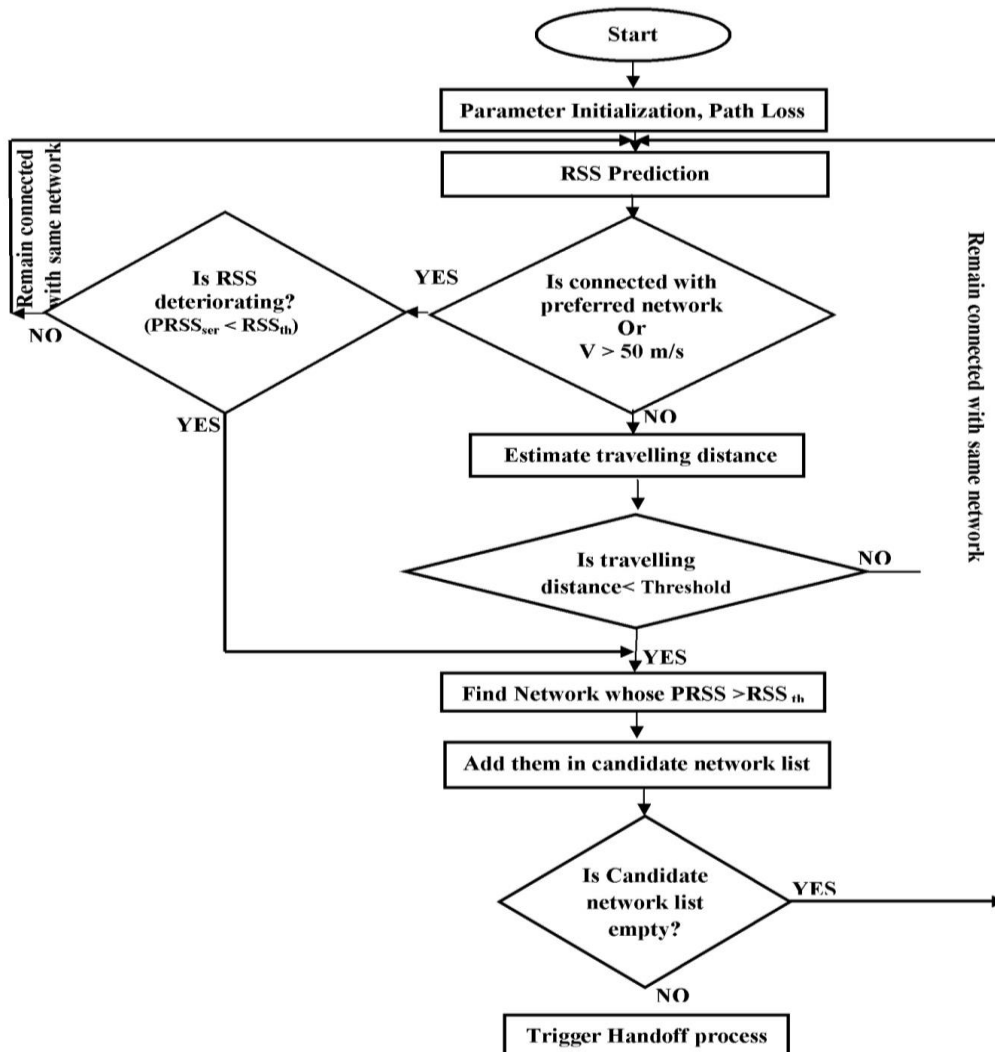 Start
Parameter Initialization, Path Loss
RSS Prediction
Remain connected
with same network
Is RSS
deteriorating?
(PRSSser < RSSth)
YES
Is connected with
preferred network
Or
V > 50 m/s
Remain connected with same network
NO
YES
NO
Estimate travelling distance
Is travelling
distance< Threshold
NO
YES
Find Network whose PRSS >RSS th
Add them in candidate network list
Is Candidate
network list
empty?
YES
NO
Trigger Handoff process